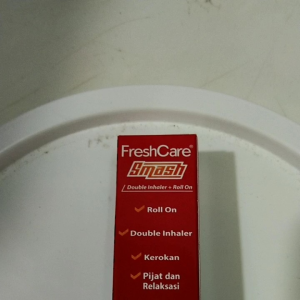 FreshCare®
Smash
/ Double Inhaler + Roll On
Roll On
Double Inhaler
Kerokan
Pijat dan
Relaksasi